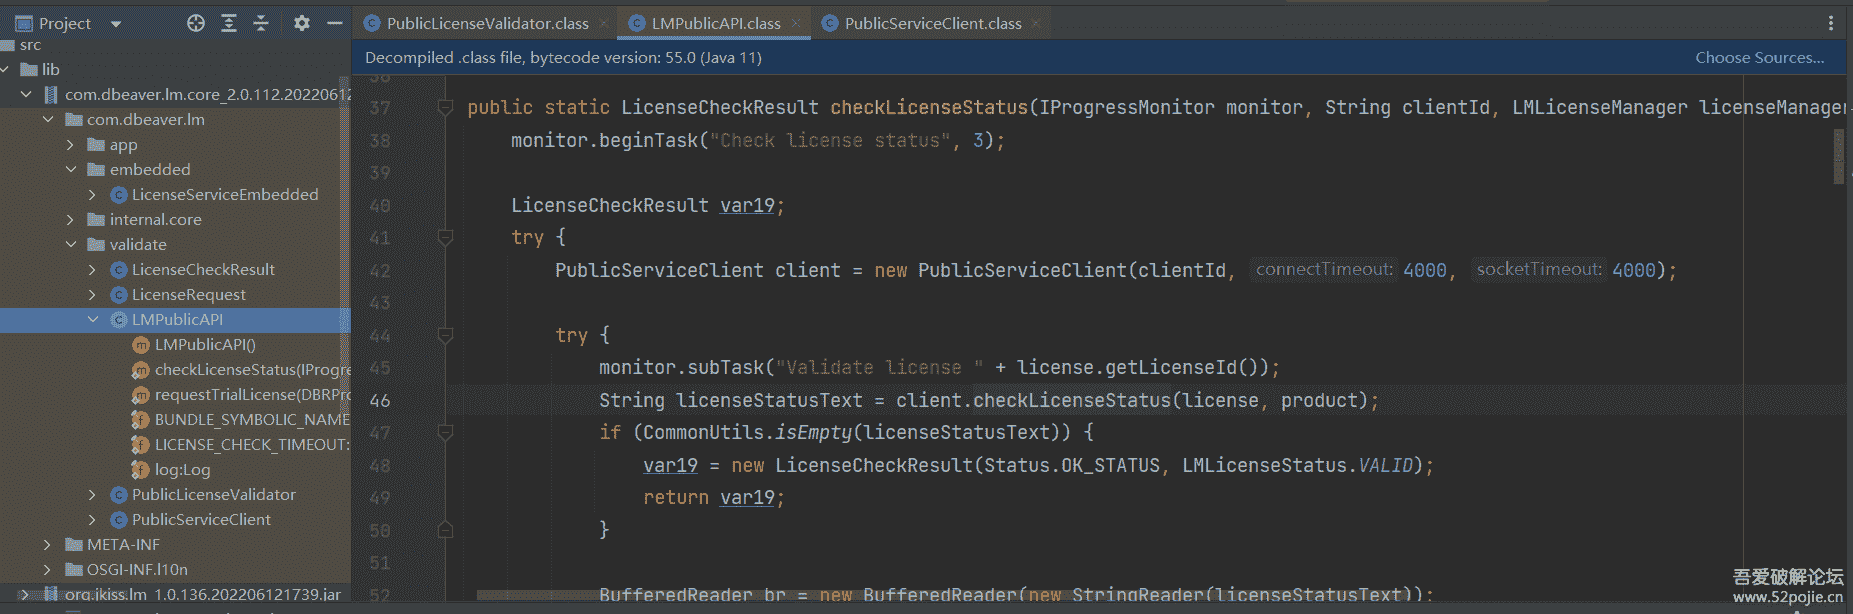 Project
PublicLicenseValidator.class
LMPublicAPI.class
PublicServiceClient.class
src
Decompiled .class file, bytecode version: 55.0 (Java 11)
Choose Sources...
lib
com.dbeaver.lm.core_2.0.112.20220612
com.dbeaver.lm
app
embedded
LicenseServiceEmbedded
internal.core
validate
LicenseCheckResult
LicenseRequest
LMPublicAPI
LMPublicAPI()
checkLicenseStatus(IProgre
requestTrialLicense(DBRPro
BUNDLE_SYMBOLIC_NAME
LICENSE_CHECK_TIMEOUT:
log:Log
PublicLicenseValidator
PublicServiceClient
META-INF
OSGI-INF.l10n
org.jkiss.lm_1.0.136.202206121739.jar
36
37 public static LicenseCheckResult checkLicenseStatus(IProgressMonitor monitor, String clientId, LMLicenseManager licenseManager
38 monitor.beginTask("Check license status", 3);
39
40 LicenseCheckResult var19;
41 try {
42 PublicServiceClient client = new PublicServiceClient(clientId, connectTimeout: 4000, socketTimeout: 4000);
43
44 try {
45 monitor.subTask("Validate license " + license.getLicenseId());
46 String licenseStatusText = client.checkLicenseStatus(license, product);
47 if (CommonUtils.isEmpty(licenseStatusText)) {
48 var19 = new LicenseCheckResult(Status.OK_STATUS, LMLicenseStatus.VALID);
49 return var19;
50 }
51
52 BufferedReader br = new BufferedReader(new StringReader(licenseStatusText));
吾爱破解论坛
www.52pojie.cn